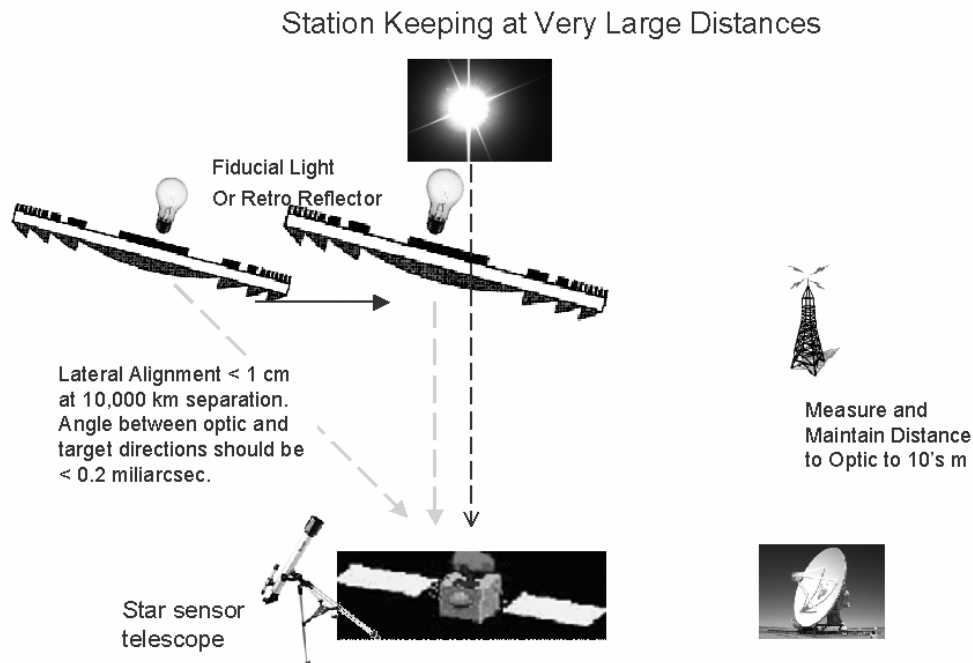 Station Keeping at Very Large Distances
Fiducial Light
Or Retro Reflector
Lateral Alignment < 1 cm
at 10,000 km separation.
Angle between optic and
target directions should be
< 0.2 miliarcsec.
Measure and
Maintain Distance
to Optic to 10's m
Star sensor
telescope